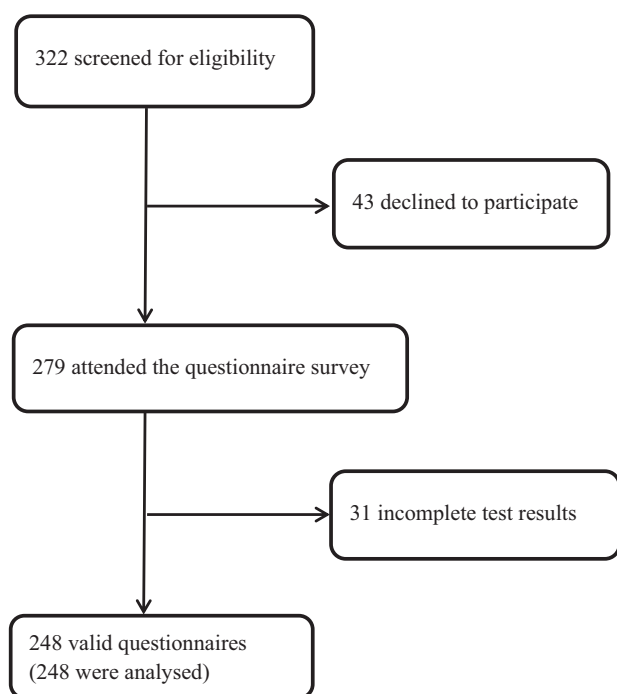 322 screened for eligibility
43 declined to participate
279 attended the questionnaire survey
31 incomplete test results
248 valid questionnaires
(248 were analysed)